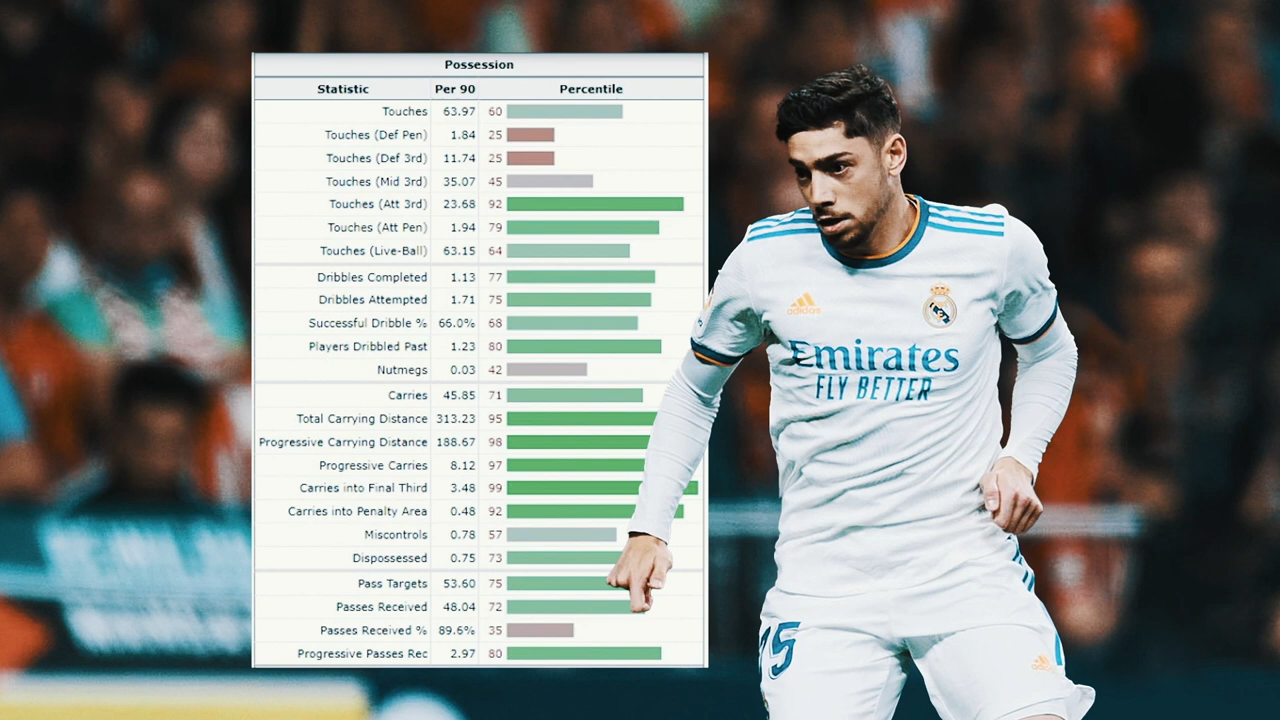 Possession
Statistic Per 90 Percentile
Touches 63.97 60
Touches (Def Pen) 1.84 25
Touches (Def 3rd) 11.74 25
Touches (Mid 3rd) 35.07 45
Touches (Att 3rd) 23.68 92
Touches (Att Pen) 1.94 79
Touches (Live-Ball) 63.15 64
Dribbles Completed 1.13 77
Dribbles Attempted 1.71 75
Successful Dribble % 66.0% 68
Players Dribbled Past 1.23 80
Nutmegs 0.03 42
Carries 45.85 71
Total Carrying Distance 313.23 95
Progressive Carrying Distance 188.67 98
Progressive Carries 8.12 97
Carries into Final Third 3.48 99
Carries into Penalty Area 0.48 92
Miscontrols 0.78 57
Dispossessed 0.75 73
Pass Targets 53.60 75
Passes Received 48.04 72
Passes Received % 89.6% 35
Progressive Passes Rec 2.97 80
adidas
Emirates
FLY BETTER
15